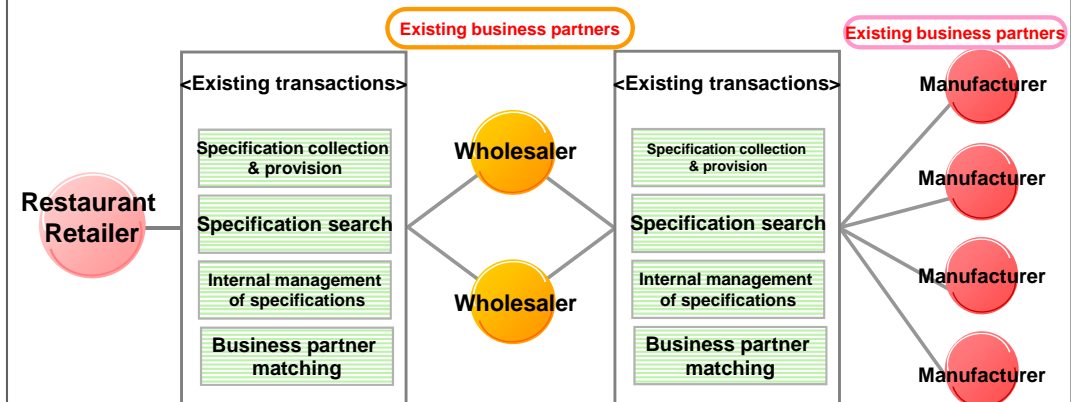 Existing business partners
Existing business partners
<Existing transactions>
Specification collection
& provision
Specification search
Internal management
of specifications
Business partner
matching
Restaurant
Retailer
Wholesaler
Wholesaler
<Existing transactions>
Specification collection
& provision
Specification search
Internal management
of specifications
Business partner
matching
Manufacturer
Manufacturer
Manufacturer
Manufacturer